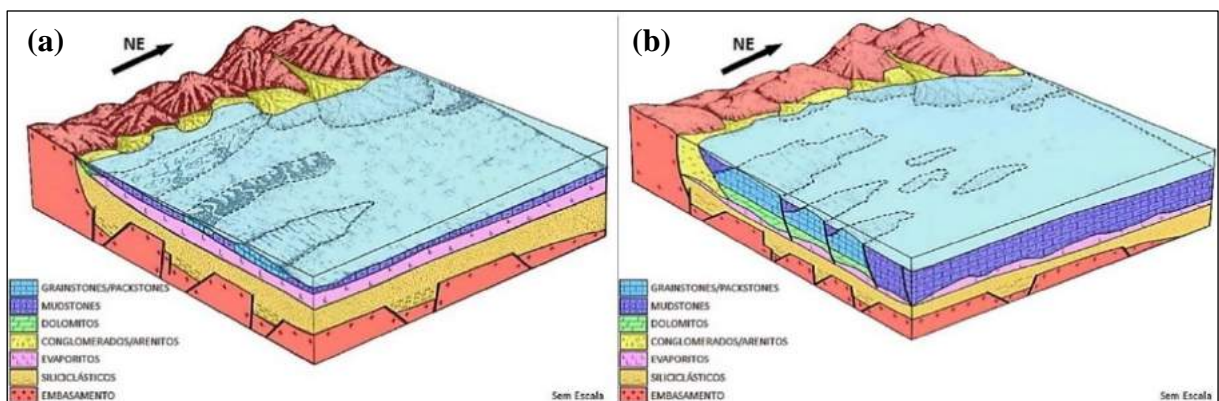 (a)
NE
GRAINSTONES/PACKSTONES
MUDSTONES
DOLOMITOS
CONGLOMERADOS/ARENITOS
EVAPORITOS
SILICICLÁSTICOS
EMBASAMENTO
Sem Escala
(b)
NE
GRAINSTONES/PACKSTONES
MUDSTONES
DOLOMITOS
CONGLOMERADOS/ARENITOS
EVAPORITOS
SILICICLÁSTICOS
EMBASAMENTO
Sem Escala